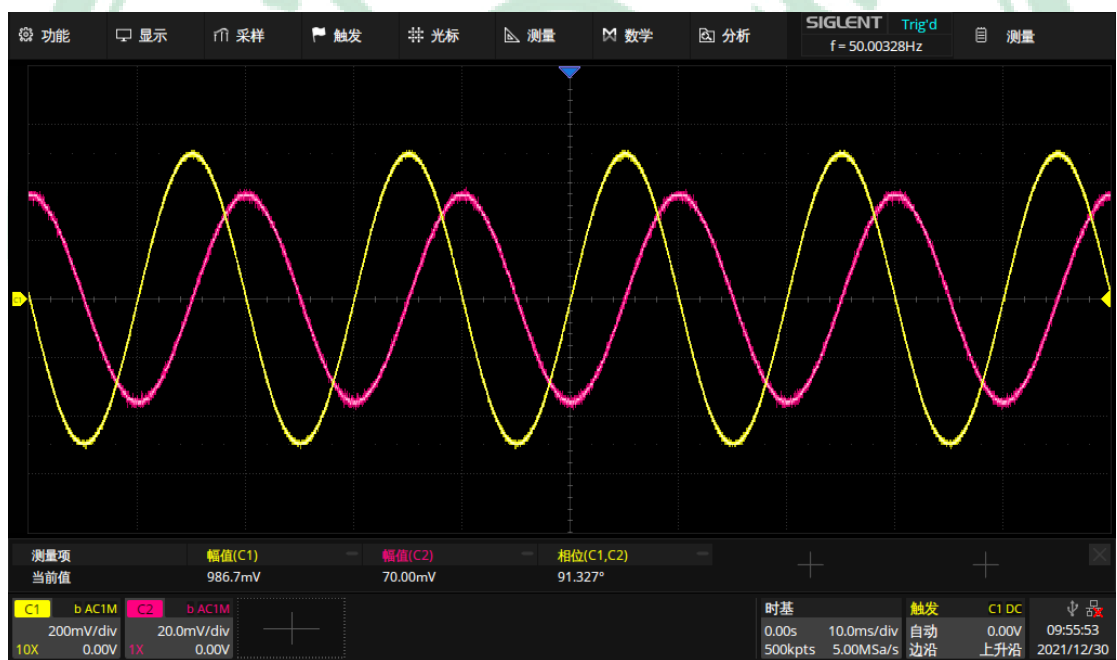 功能 显示 采样 触发 光标 测量 数学 分析 SIGLENT Trig'd 测量
f = 50.00328Hz
C1
测量项 幅值(C1) 幅值(C2) 相位(C1,C2)
当前值 986.7mV 70.00mV 91.327°
C1 b AC1M C2 b AC1M 时基 触发 C1 DC
200mV/div 20.0mV/div 0.00s 10.0ms/div 自动 0.00V 09:55:53
10X 0.00V 1X 0.00V 500kpts 5.00MSa/s 边沿 上升沿 2021/12/30